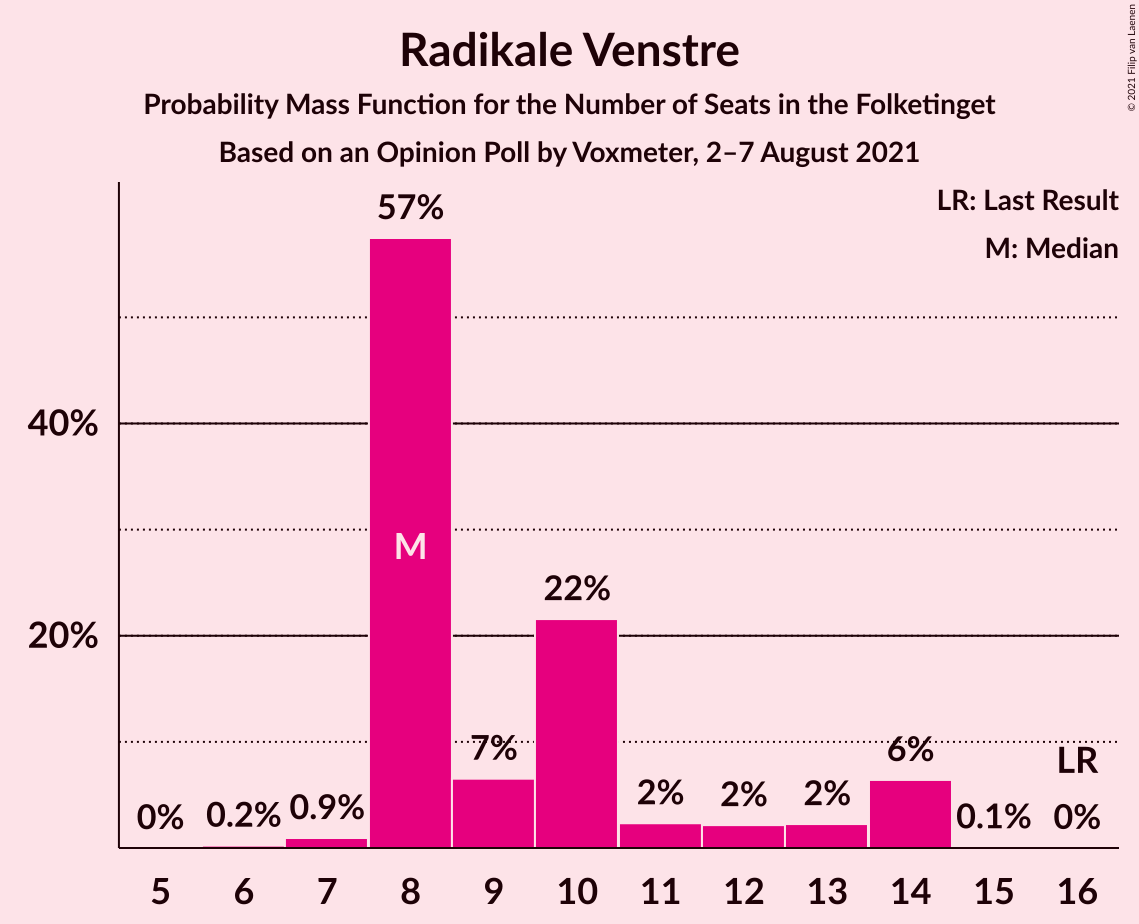 Radikale Venstre
Probability Mass Function for the Number of Seats in the Folketinget
Based on an Opinion Poll by Voxmeter, 2–7 August 2021
© 2021 Filip van Laenen
LR: Last Result
M: Median
57%
40%
M
22%
20%
7%
6%
LR
0%
0.2%
0.9%
2%
2%
2%
0.1%
0%
5 6 7 8 9 10 11 12 13 14 15 16